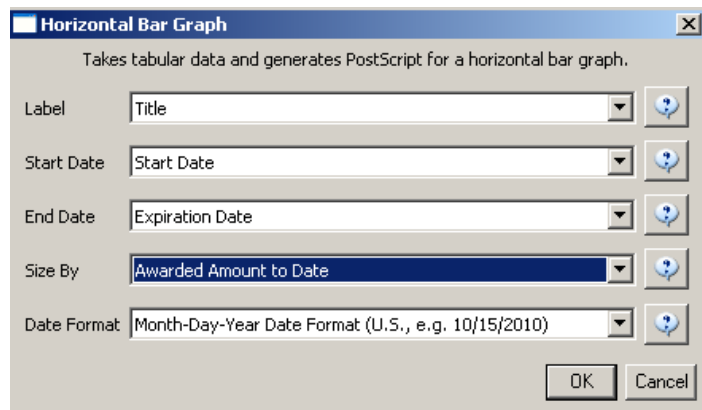 Horizontal Bar Graph
Takes tabular data and generates PostScript for a horizontal bar graph.
Label Title
Start Date Start Date
End Date Expiration Date
Size By Awarded Amount to Date
Date Format Month-Day-Year Date Format (U.S., e.g. 10/15/2010)
OK Cancel